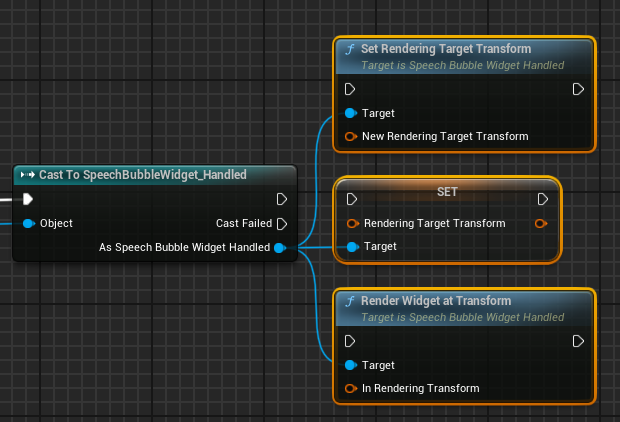 f Set Rendering Target Transform
Target is Speech Bubble Widget Handled
Target
New Rendering Target Transform
Cast To SpeechBubbleWidget_Handled
Object
Cast Failed
As Speech Bubble Widget Handled
SET
Rendering Target Transform
Target
f Render Widget at Transform
Target is Speech Bubble Widget Handled
Target
In Rendering Transform